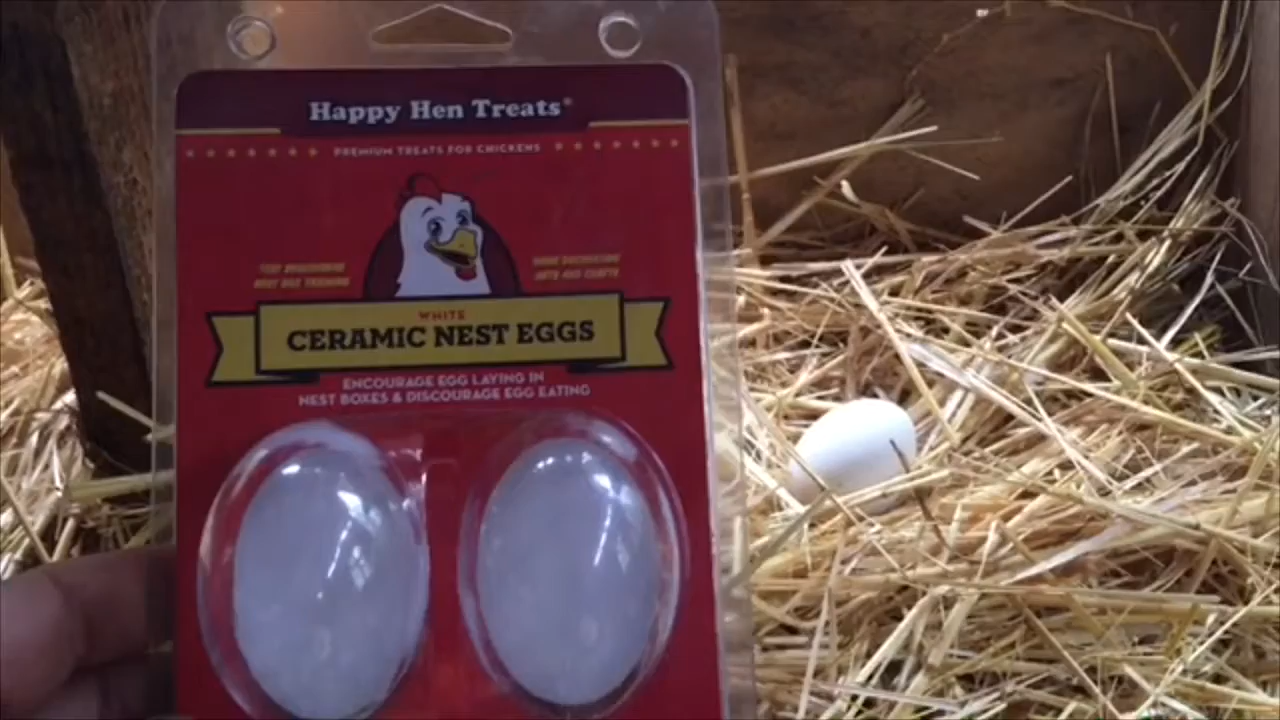 Happy Hen Treats®
PREMIUM TREATS FOR CHICKENS
WHITE
CERAMIC NEST EGGS
ENCOURAGE EGG LAYING IN
NEST BOXES & DISCOURAGE EGG EATING